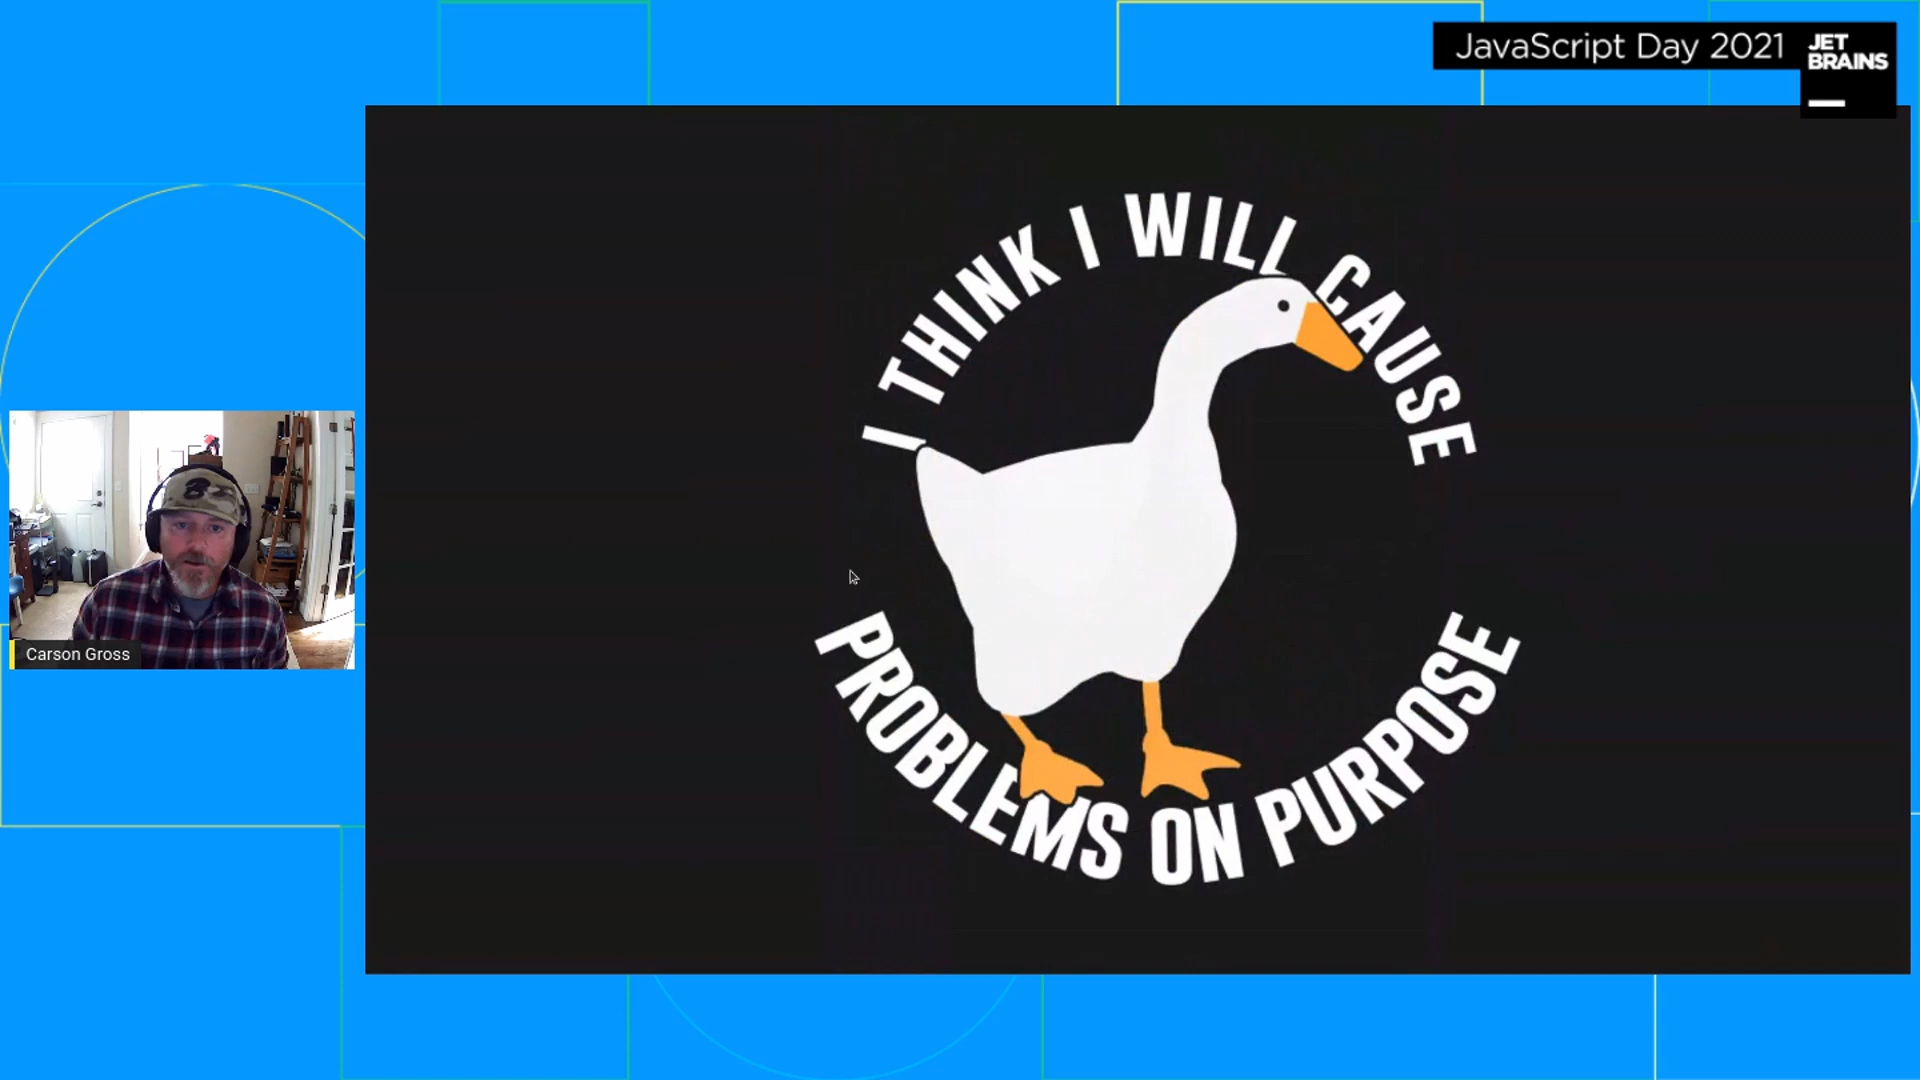 JavaScript Day 2021
JET
BRAINS
I THINK I WILL CAUSE
PROBLEMS ON PURPOSE
Carson Gross